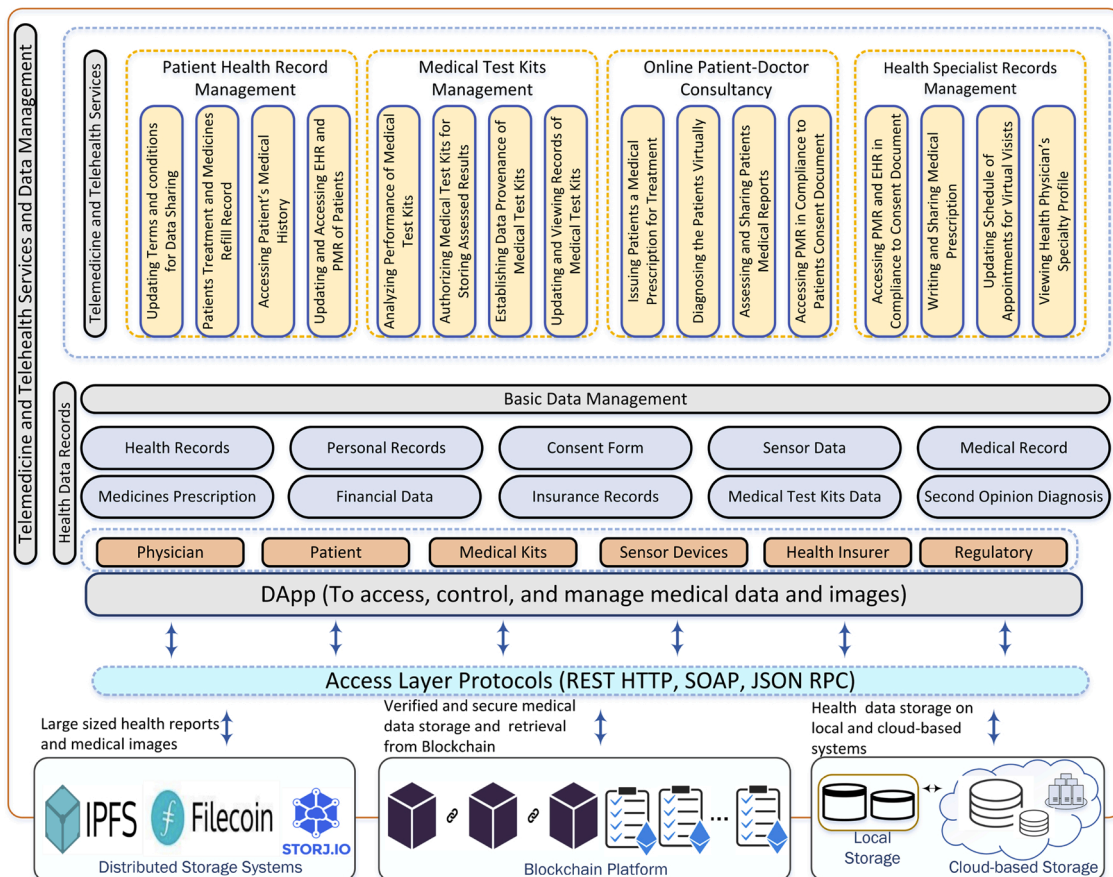 Telemedicine and Telehealth Services and Data Management
Telemedicine and Telehealth Services
Patient Health Record
Management
Updating Terms and conditions
for Data Sharing
Patients Treatment and Medicines
Refill Record
Accessing Patient's Medical
History
Updating and Accessing EHR and
PMR of Patients
Medical Test Kits
Management
Analyzing Performance of Medical
Test Kits
Authorizing Medical Test Kits for
Storing Assessed Results
Establishing Data Provenance of
Medical Test Kits
Updating and Viewing Records of
Medical Test Kits
Online Patient-Doctor
Consultancy
Issuing Patients a Medical
Prescription for Treatment
Diagnosing the Patients Virtually
Assessing and Sharing Patients
Medical Reports
Accessing PMR in Compliance to
Patients Consent Document
Health Specialist Records
Management
Accessing PMR and EHR in
Compliance to Consent Document
Writing and Sharing Medical
Prescription
Updating Schedule of
Appointments for Virtual Visists
Viewing Health Physician's
Specialty Profile
Health Data Records
Basic Data Management
Health Records
Personal Records
Consent Form
Sensor Data
Medical Record
Medicines Prescription
Financial Data
Insurance Records
Medical Test Kits Data
Second Opinion Diagnosis
Physician
Patient
Medical Kits
Sensor Devices
Health Insurer
Regulatory
DApp (To access, control, and manage medical data and images)
Access Layer Protocols (REST HTTP, SOAP, JSON RPC)
Large sized health reports
and medical images
Verified and secure medical
data storage and retrieval
from Blockchain
Health data storage on
local and cloud-based
systems
IPFS
Filecoin
STORJ.IO
Distributed Storage Systems
...
Blockchain Platform
Local
Storage
Cloud-based Storage